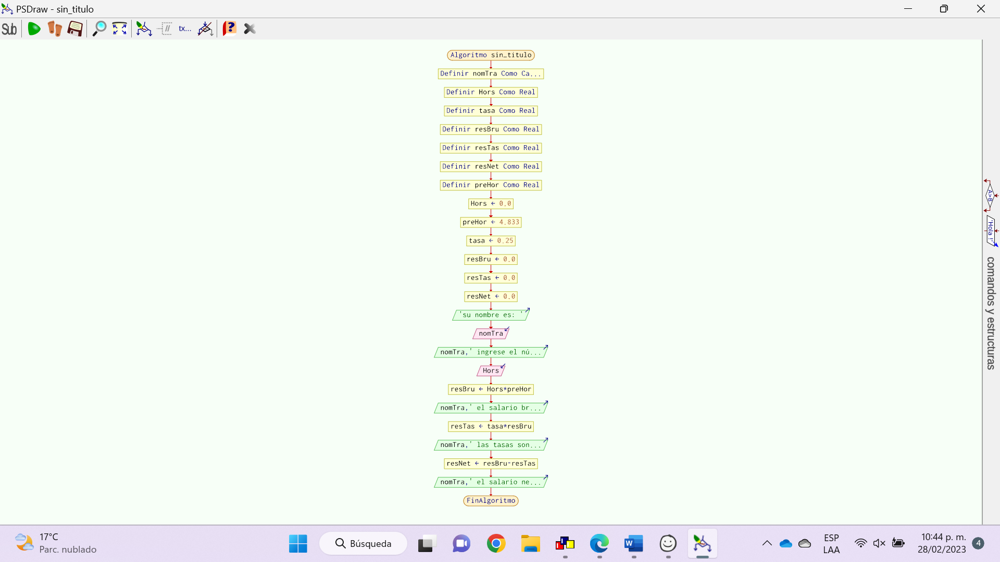 PSDraw - sin_titulo
Sub
tx...
Algoritmo sin_titulo
Definir nomTra Como Ca...
Definir Hors Como Real
Definir tasa Como Real
Definir resBru Como Real
Definir resTas Como Real
Definir resNet Como Real
Definir preHor Como Real
Hors ← 0.0
preHor ← 4.833
tasa ← 0.25
resBru ← 0.0
resTas ← 0.0
resNet ← 0.0
'su nombre es: '
nomTra
nomTra,' ingrese el nú...
Hors
resBru ← Hors*preHor
nomTra,' el salario br...
resTas ← tasa*resBru
nomTra,' las tasas son...
resNet ← resBru-resTas
nomTra,' el salario ne...
FinAlgoritmo
A>B
'Hola !'
comandos y estructuras
17°C
Parc. nublado
Búsqueda
ESP
LAA
10:44 p. m.
28/02/2023
4